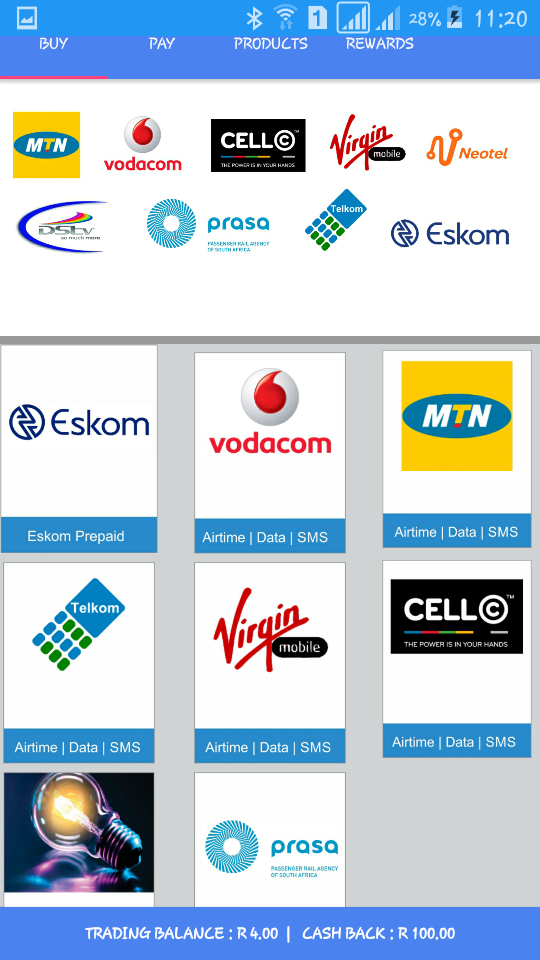 1 28% 11:20
BUY PAY PRODUCTS REWARDS
MTN
vodacom
CELL C™
THE POWER IS IN YOUR HANDS
Virgin
mobile
Neotel
DStv
so much more
prasa
PASSENGER RAIL AGENCY
OF SOUTH AFRICA
Telkom
Eskom
Eskom
Eskom Prepaid
vodacom
Airtime | Data | SMS
MTN
Airtime | Data | SMS
Telkom
Airtime | Data | SMS
Virgin
mobile
Airtime | Data | SMS
CELL C™
THE POWER IS IN YOUR HANDS
Airtime | Data | SMS
prasa
PASSENGER RAIL AGENCY
OF SOUTH AFRICA
TRADING BALANCE : R 4.00 | CASH BACK : R 100.00